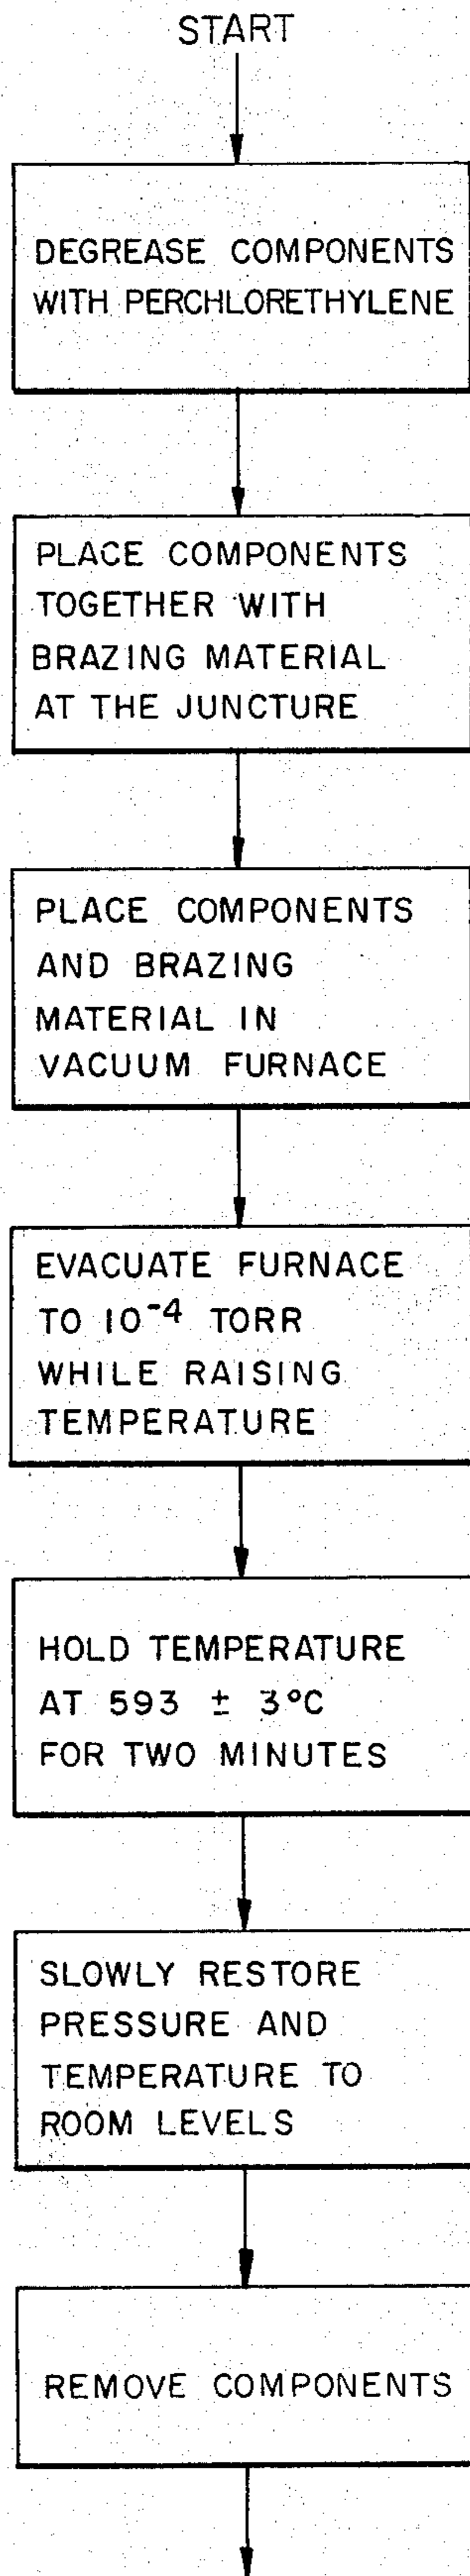 START
DEGREASE COMPONENTS
WITH PERCHLORETHYLENE
PLACE COMPONENTS
TOGETHER WITH
BRAZING MATERIAL
AT THE JUNCTURE
PLACE COMPONENTS
AND BRAZING
MATERIAL IN
VACUUM FURNACE
EVACUATE FURNACE
TO 10⁻⁴ TORR
WHILE RAISING
TEMPERATURE
HOLD TEMPERATURE
AT 593 ± 3°C
FOR TWO MINUTES
SLOWLY RESTORE
PRESSURE AND
TEMPERATURE TO
ROOM LEVELS
REMOVE COMPONENTS